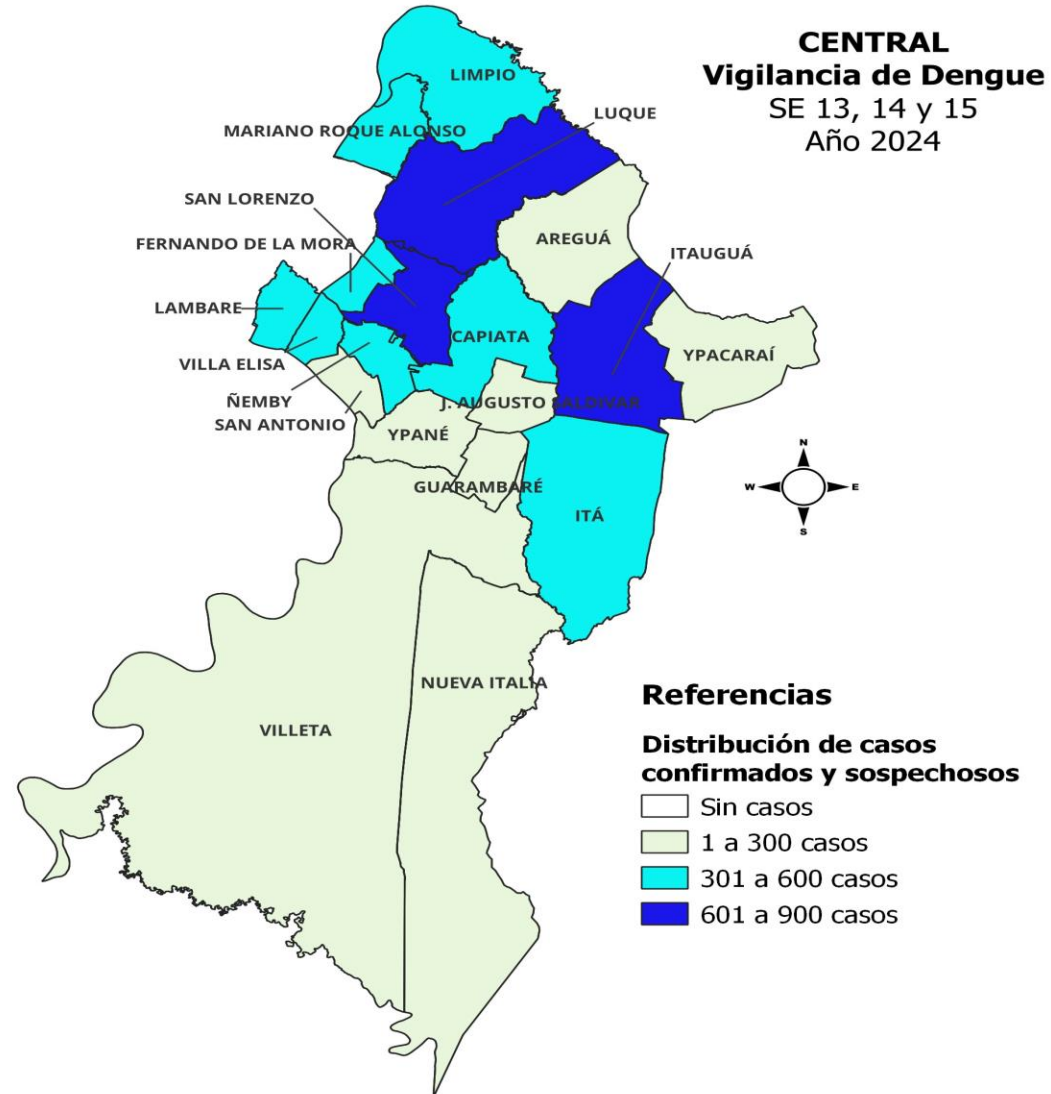 CENTRAL
Vigilancia de Dengue
SE 13, 14 y 15
Año 2024
LIMPIO
LUQUE
MARIANO ROQUE ALONSO
SAN LORENZO
FERNANDO DE LA MORA
AREGUÁ
ITAUGUÁ
LAMBARE
CAPIATA
YPACARAÍ
VILLA ELISA
ÑEMBY
J. AUGUSTO SALDIVAR
SAN ANTONIO
YPANÉ
N
W
E
S
GUARAMBARÉ
ITÁ
NUEVA ITALIA
VILLETA
Referencias
Distribución de casos
confirmados y sospechosos
Sin casos
1 a 300 casos
301 a 600 casos
601 a 900 casos